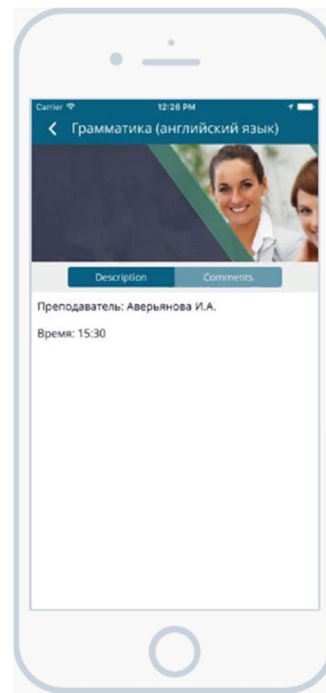 Carrier 12:26 PM
Грамматика (английский язык)
Description Comments
Преподаватель: Аверьянова И.А.
Время: 15:30